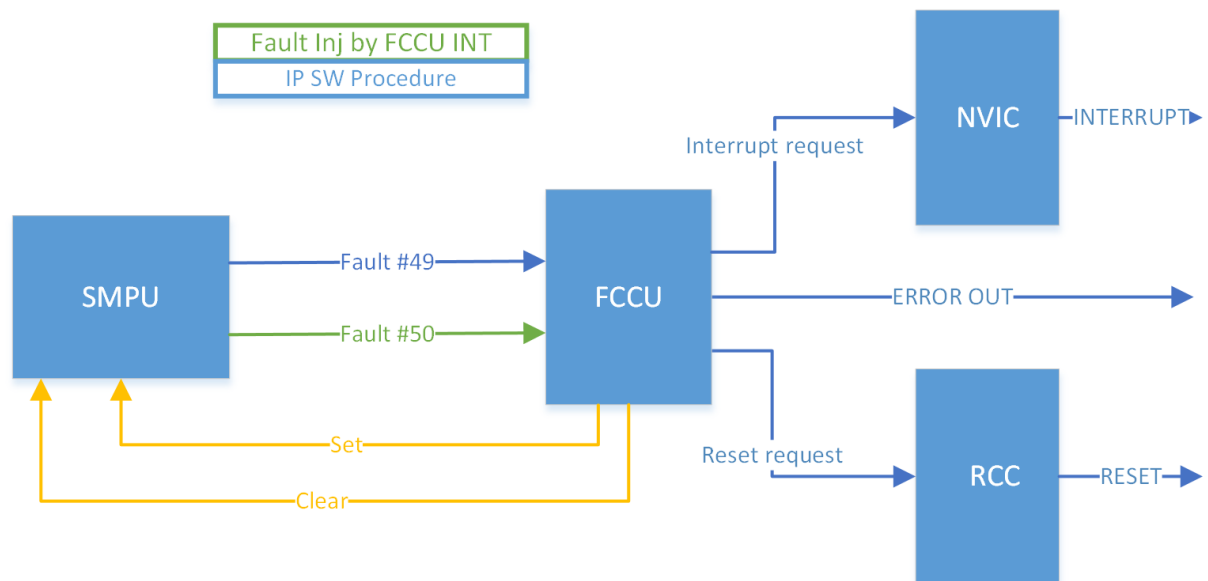 Fault Inj by FCCU INT
IP SW Procedure
NVIC
INTERRUPT
Interrupt request
SMPU
Fault #49
FCCU
ERROR OUT
Fault #50
Set
Reset request
RCC
RESET
Clear